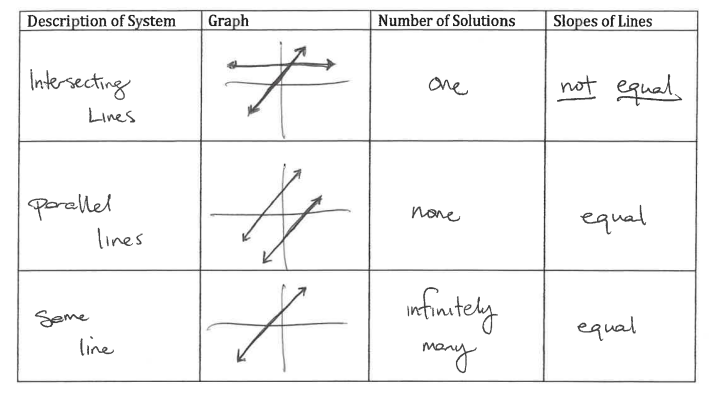 Description of System Graph Number of Solutions Slopes of Lines
Intersecting
Lines
one
not equal
parallel
lines
none
equal
same
line
infinitely
many
equal